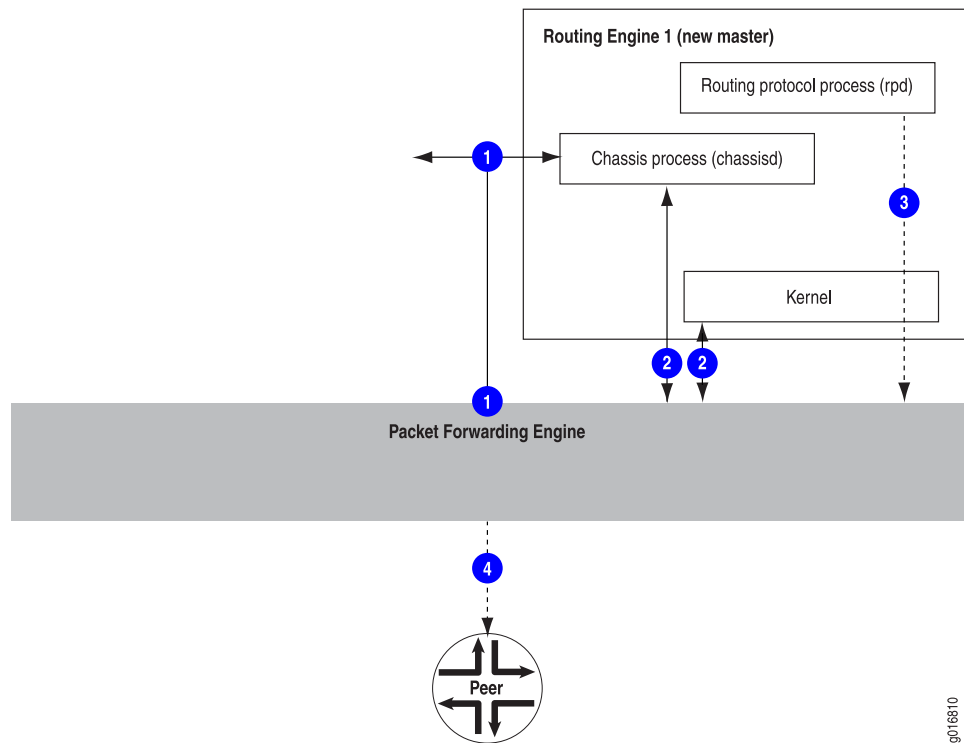 Routing Engine 1 (new master)
Routing protocol process (rpd)
1
Chassis process (chassisd)
3
Kernel
2
2
1
Packet Forwarding Engine
4
Peer
g016810